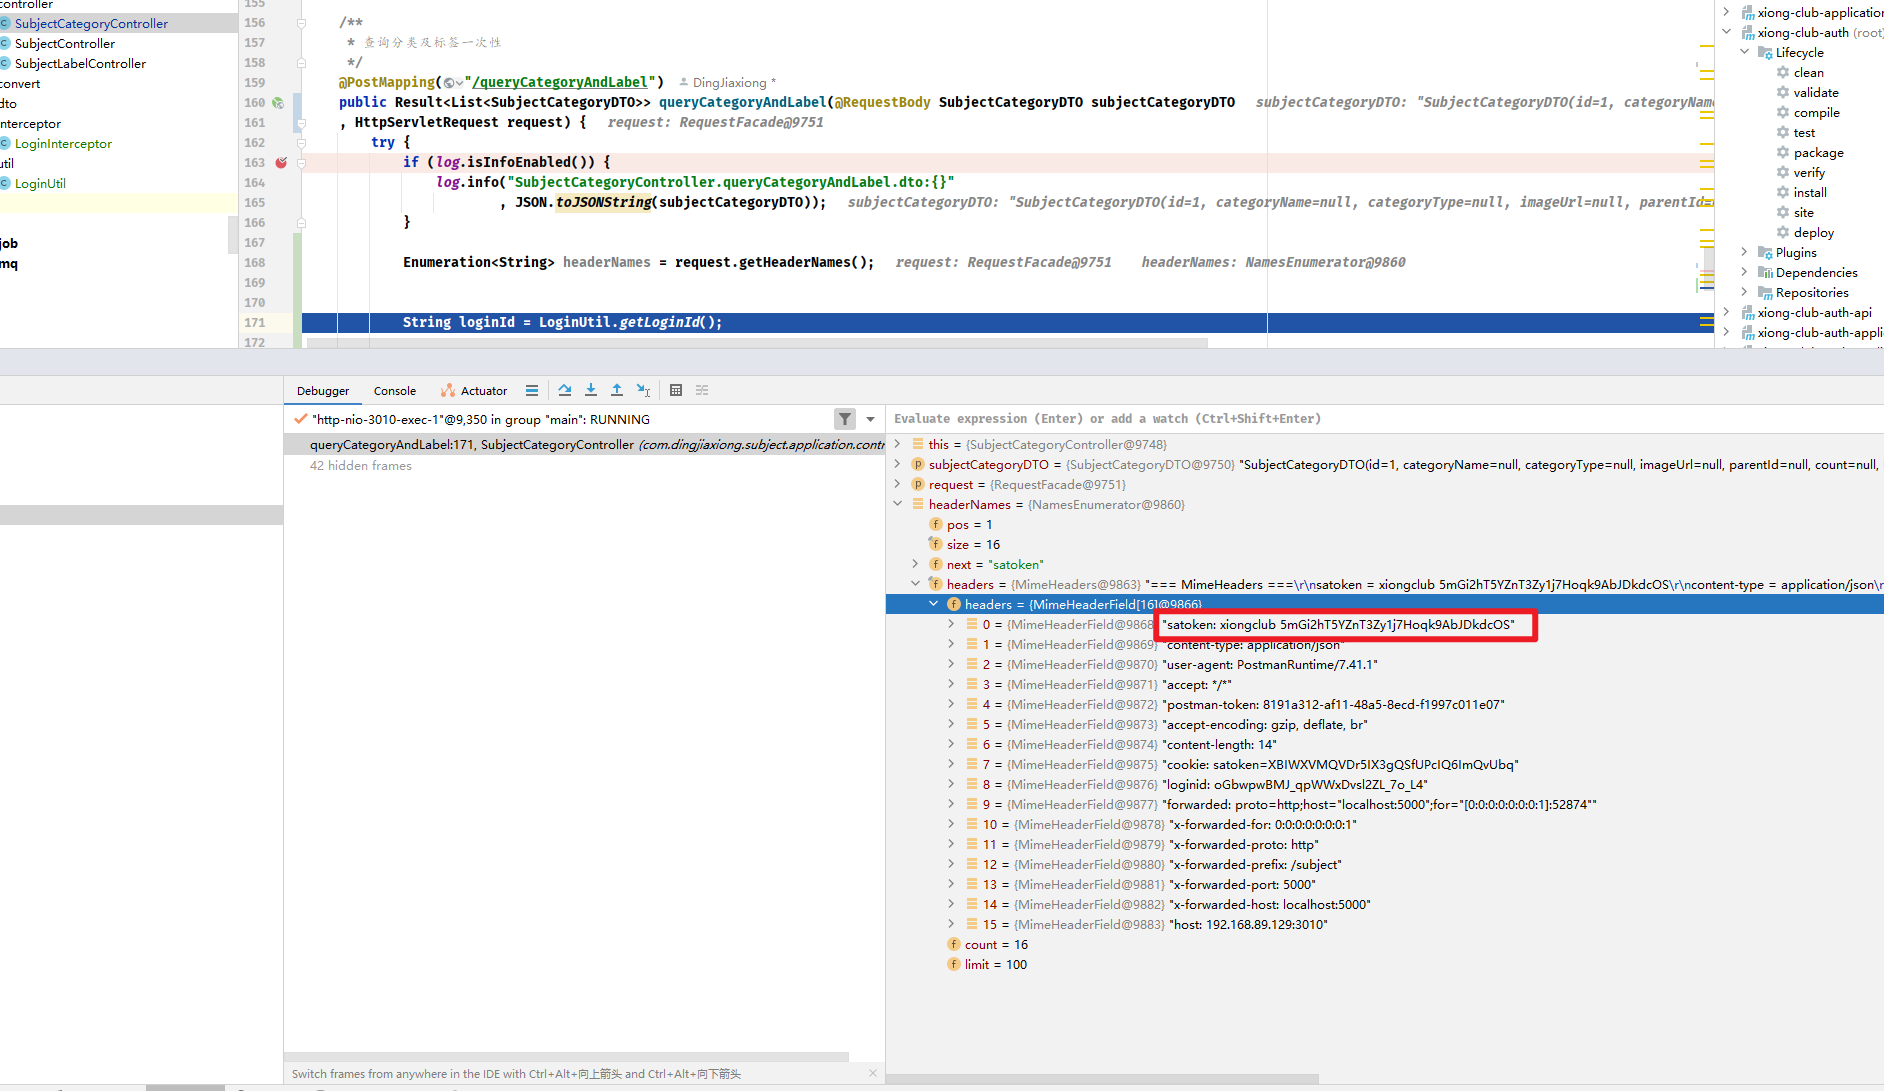 controller
SubjectCategoryController
SubjectController
SubjectLabelController
convert
dto
interceptor
LoginInterceptor
util
LoginUtil
job
mq
155
156 /**
157 * 查询分类及标签一次性
158 */
159 @PostMapping("/queryCategoryAndLabel") DingJiaxiong *
160 public Result<List<SubjectCategoryDTO>> queryCategoryAndLabel(@RequestBody SubjectCategoryDTO subjectCategoryDTO subjectCategoryDTO: "SubjectCategoryDTO(id=1, categoryNam
161 , HttpServletRequest request) { request: RequestFacade@9751
162 try {
163 if (log.isInfoEnabled()) {
164 log.info("SubjectCategoryController.queryCategoryAndLabel.dto:{}"
165 , JSON.toJSONString(subjectCategoryDTO)); subjectCategoryDTO: "SubjectCategoryDTO(id=1, categoryName=null, categoryType=null, imageUrl=null, parentId=
166 }
167
168 Enumeration<String> headerNames = request.getHeaderNames(); request: RequestFacade@9751 headerNames: NamesEnumerator@9860
169
170
171 String loginId = LoginUtil.getLoginId();
172
xiong-club-application
xiong-club-auth (root)
Lifecycle
clean
validate
compile
test
package
verify
install
site
deploy
Plugins
Dependencies
Repositories
xiong-club-auth-api
xiong-club-auth-appli
Debugger Console Actuator
"http-nio-3010-exec-1"@9,350 in group "main": RUNNING
queryCategoryAndLabel:171, SubjectCategoryController (com.dingjiaxiong.subject.application.contr
42 hidden frames
Evaluate expression (Enter) or add a watch (Ctrl+Shift+Enter)
this = {SubjectCategoryController@9748}
subjectCategoryDTO = {SubjectCategoryDTO@9750} "SubjectCategoryDTO(id=1, categoryName=null, categoryType=null, imageUrl=null, parentId=null, count=null,
request = {RequestFacade@9751}
headerNames = {NamesEnumerator@9860}
pos = 1
size = 16
next = "satoken"
headers = {MimeHeaders@9863} "=== MimeHeaders ===\r\nsatoken = xiongclub 5mGi2hT5YZnT3Zy1j7Hoqk9AbJDkdcOS\r\ncontent-type = application/json\r
headers = {MimeHeaderField[16]@9866}
0 = {MimeHeaderField@9868 "satoken: xiongclub 5mGi2hT5YZnT3Zy1j7Hoqk9AbJDkdcOS"
1 = {MimeHeaderField@9869} "content-type: application/json"
2 = {MimeHeaderField@9870} "user-agent: PostmanRuntime/7.41.1"
3 = {MimeHeaderField@9871} "accept: */*"
4 = {MimeHeaderField@9872} "postman-token: 8191a312-af11-48a5-8ecd-f1997c011e07"
5 = {MimeHeaderField@9873} "accept-encoding: gzip, deflate, br"
6 = {MimeHeaderField@9874} "content-length: 14"
7 = {MimeHeaderField@9875} "cookie: satoken=XBIWXVMQVDr5IX3gQSfUPcIQ6ImQvUbq"
8 = {MimeHeaderField@9876} "loginid: oGbwpwBMJ_qpWWxDvsl2ZL_7o_L4"
9 = {MimeHeaderField@9877} "forwarded: proto=http;host="localhost:5000";for="[0:0:0:0:0:0:0:1]:52874""
10 = {MimeHeaderField@9878} "x-forwarded-for: 0:0:0:0:0:0:0:1"
11 = {MimeHeaderField@9879} "x-forwarded-proto: http"
12 = {MimeHeaderField@9880} "x-forwarded-prefix: /subject"
13 = {MimeHeaderField@9881} "x-forwarded-port: 5000"
14 = {MimeHeaderField@9882} "x-forwarded-host: localhost:5000"
15 = {MimeHeaderField@9883} "host: 192.168.89.129:3010"
count = 16
limit = 100
Switch frames from anywhere in the IDE with Ctrl+Alt+向上箭头 and Ctrl+Alt+向下箭头